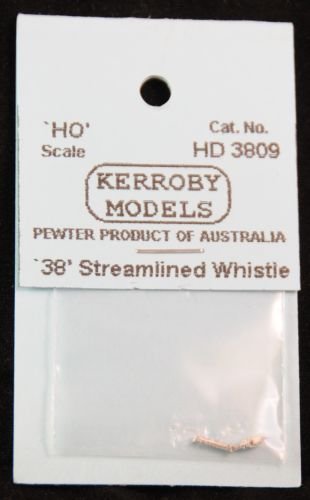 `HO'
Scale
Cat. No.
HD 3809
KERROBY
MODELS
PEWTER PRODUCT OF AUSTRALIA
`38' Streamlined Whistle